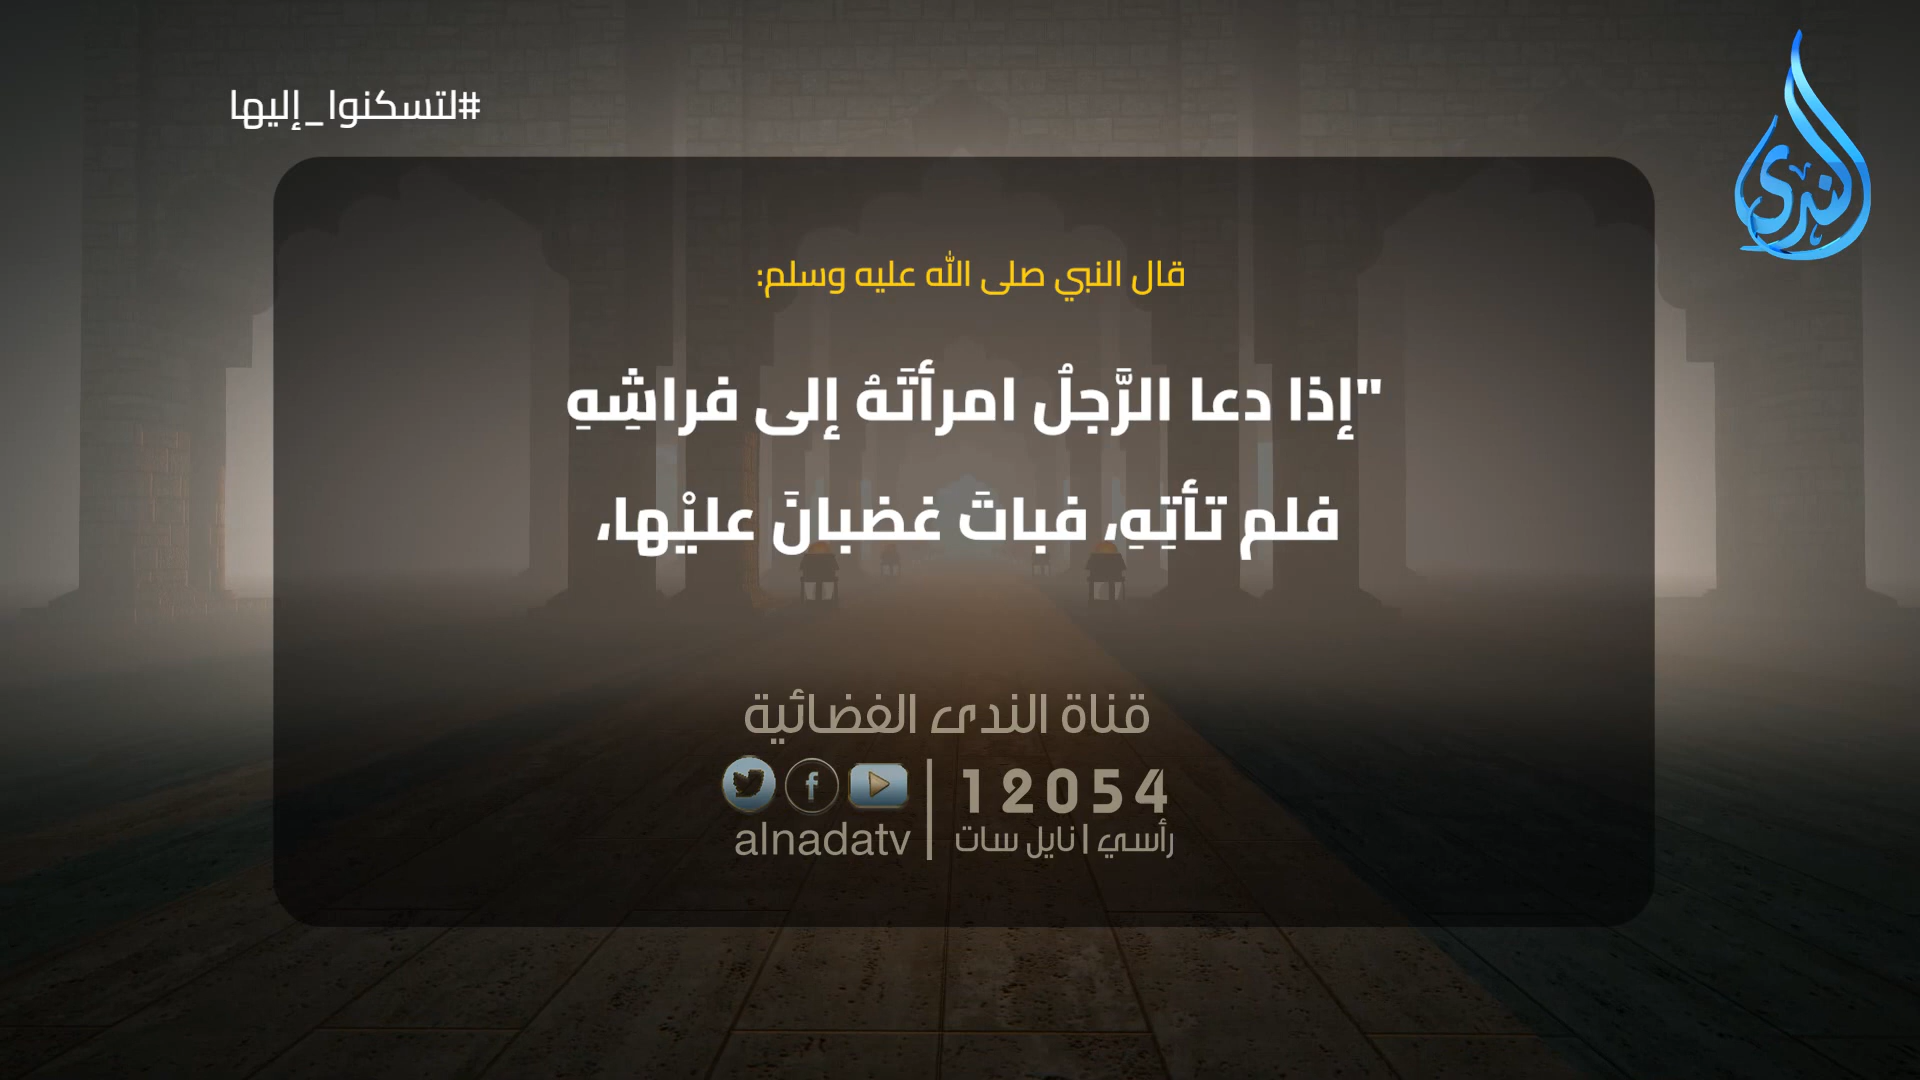 #لتسكنوا_إليها
الندى
قال النبي صلى الله عليه وسلم:
"إذا دعا الرَّجلُ امرأتَهُ إلى فراشِهِ
فلم تأتِهِ، فباتَ غضبانَ عليْها،
قناة الندى الفضائية
12054
رأسي | نايل سات
alnadatv